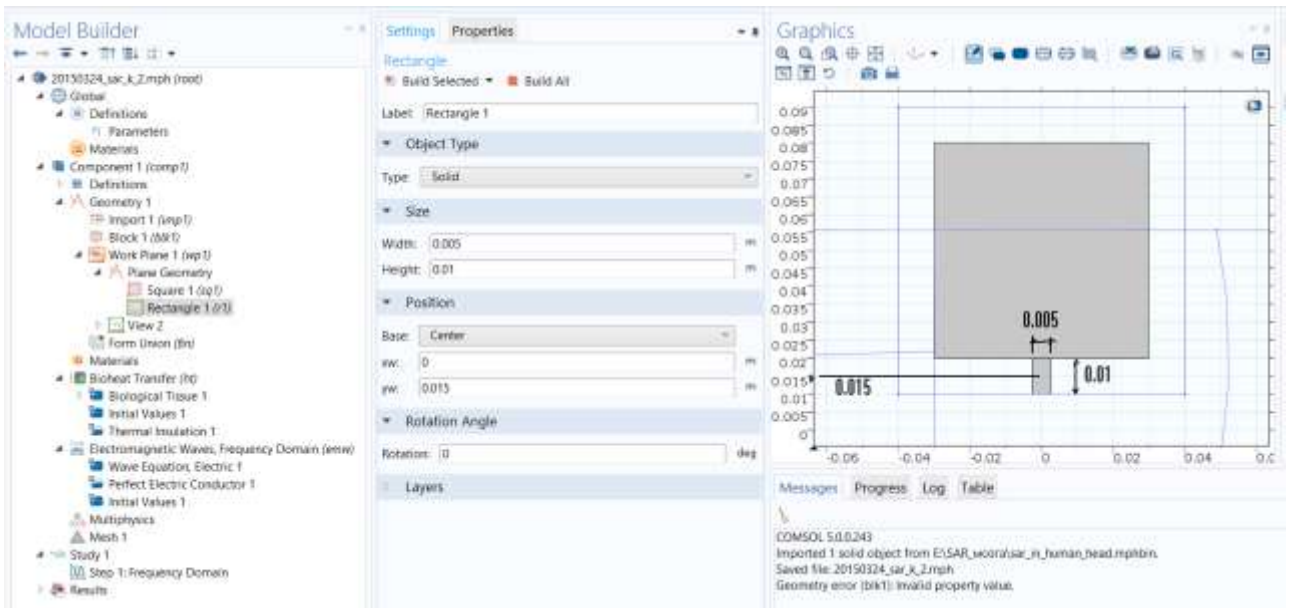 Model Builder
20150324_sar_k_2.mph (root)
Global
Definitions
Parameters
Materials
Component 1 (comp1)
Definitions
Geometry 1
Import 1 (imp1)
Block 1 (blk1)
Work Plane 1 (wp1)
Plane Geometry
Square 1 (sq1)
Rectangle 1 (r1)
View 2
Form Union (fin)
Materials
Bioheat Transfer (ht)
Biological Tissue 1
Initial Values 1
Thermal Insulation 1
Electromagnetic Waves, Frequency Domain (emw)
Wave Equation, Electric 1
Perfect Electric Conductor 1
Initial Values 1
Multiphysics
Mesh 1
Study 1
Step 1: Frequency Domain
Results
Settings Properties
Rectangle
Build Selected Build All
Label: Rectangle 1
Object Type
Type: Solid
Size
Width: 0.005 m
Height: 0.01 m
Position
Base: Center
xw: 0 m
yw: 0.015 m
Rotation Angle
Rotation: 0 deg
Layers
Graphics
0.09
0.085
0.08
0.075
0.07
0.065
0.06
0.055
0.05
0.045
0.04
0.035
0.03
0.005
0.02
0.015
0.015
0.01
0.01
0.005
0
-0.06 -0.04 -0.02 0 0.02 0.04
Messages Progress Log Table
COMSOL 5.0.0.243
Imported 1 solid object from E:\SAR_woora\sar_in_human_head.mphbin.
Saved file: 20150324_sar_k_2.mph
Geometry error (blk1): Invalid property value.